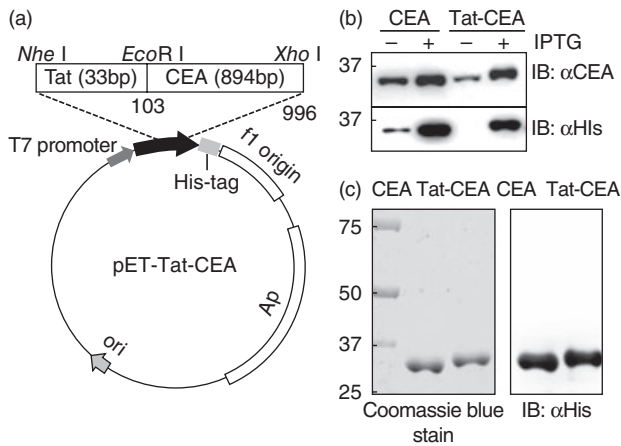 (a)
Nhe I EcoR I Xho I
Tat (33bp) CEA (894bp)
103 996
T7 promoter
His-tag
f1 origin
pET-Tat-CEA
Ap
ori
(b)
CEA Tat-CEA
− + − + IPTG
37
IB: αCEA
37
IB: αHIs
(c)
CEA Tat-CEA CEA Tat-CEA
75
50
37
25
Coomassie blue
stain
IB: αHis